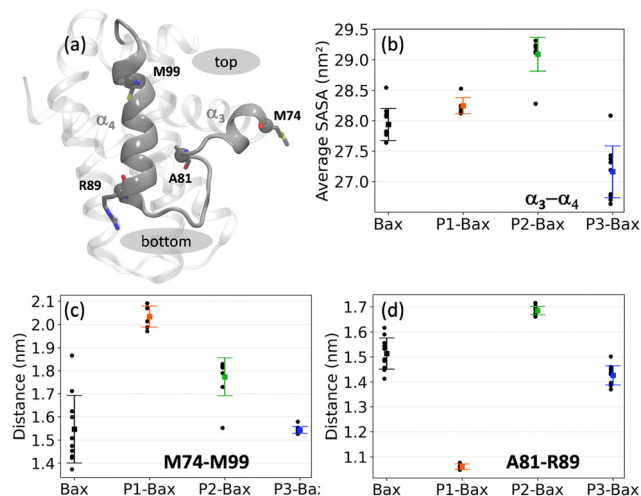 (a)
M99
top
α4
α3
M74
A81
R89
bottom
(b)
Average SASA (nm²)
29.5
29.0
28.5
28.0
27.5
27.0
α3–α4
Bax P1-Bax P2-Bax P3-Bax
(c)
Distance (nm)
2.1
2.0
1.9
1.8
1.7
1.6
1.5
1.4
M74-M99
Bax P1-Bax P2-Bax P3-Bax
(d)
Distance (nm)
1.7
1.6
1.5
1.4
1.3
1.2
1.1
A81-R89
Bax P1-Bax P2-Bax P3-Bax